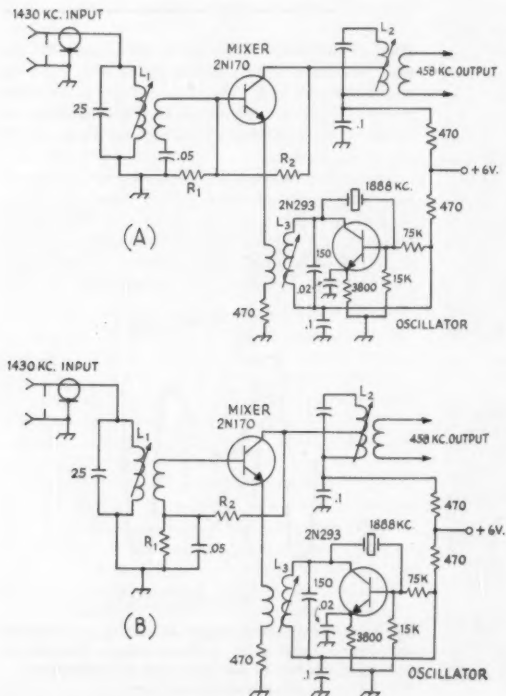 1430 KC. INPUT
MIXER
2N170
L2
458 KC. OUTPUT
L1
25
.05
.1
470
+ 6V.
R1
R2
470
1888 KC.
2N293
75K
(A)
L3
150
.02
3800
15K
470
.1
OSCILLATOR
1430 KC. INPUT
MIXER
2N170
L2
458 KC. OUTPUT
L1
25
.1
470
R2
+ 6V.
R1
.05
2N293
1888 KC.
470
75K
L3
150
.02
(B)
3800
15K
470
.1
OSCILLATOR